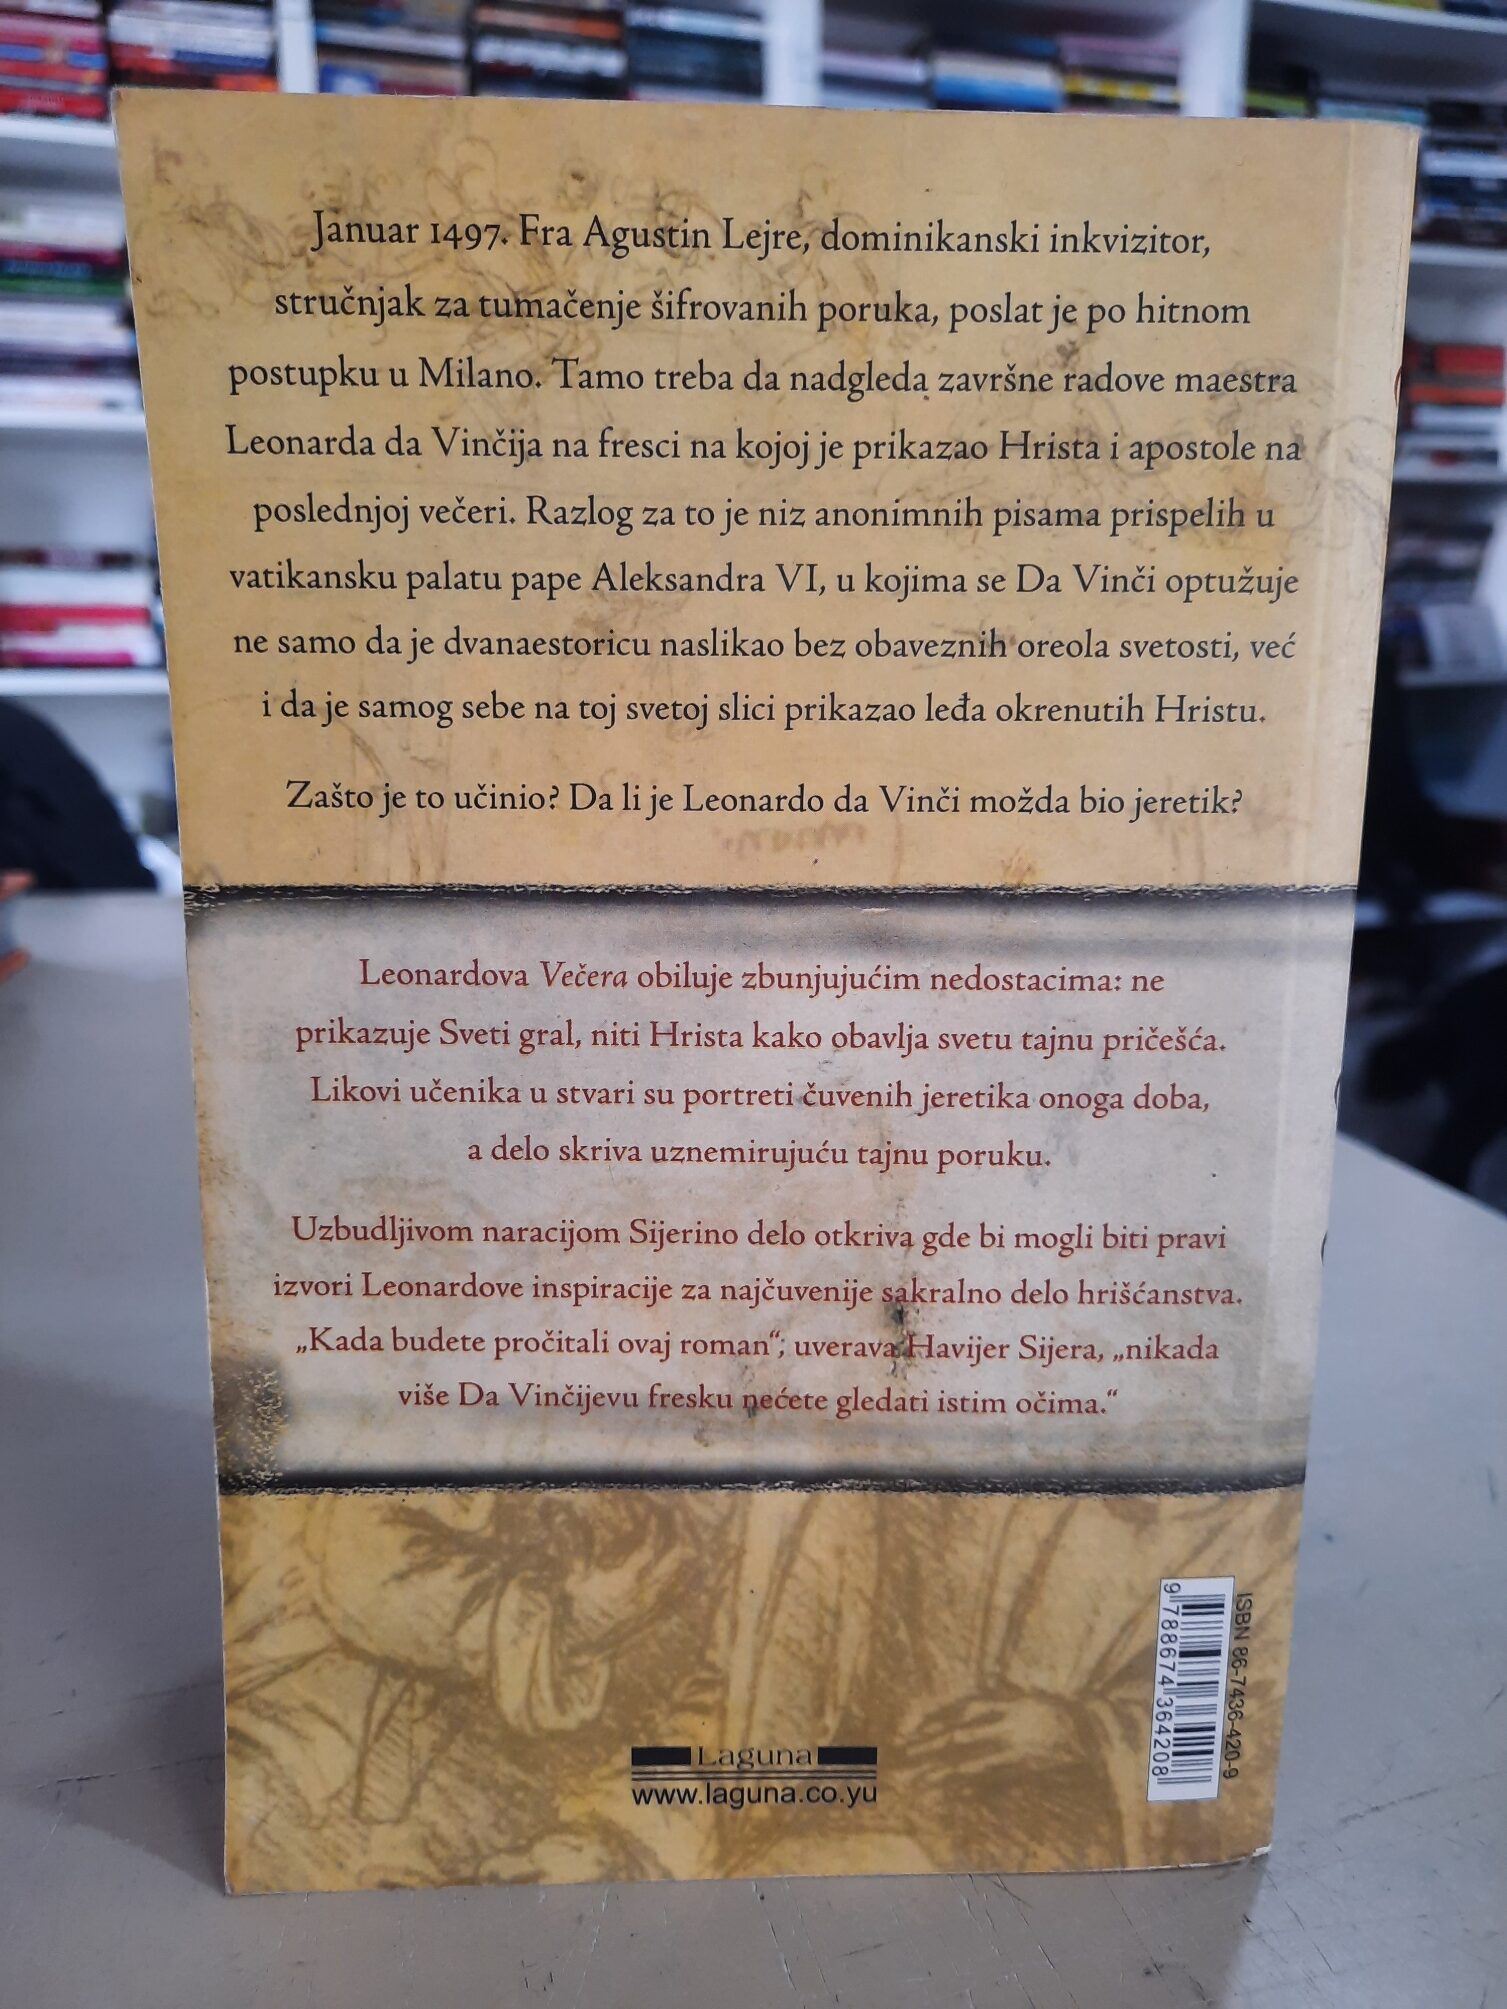 Januar 1497. Fra Agustin Lejre, dominikanski inkvizitor,
stručnjak za tumačenje šifrovanih poruka, poslat je po hitnom
postupku u Milano. Tamo treba da nadgleda završne radove maestra
Leonarda da Vinčija na fresci na kojoj je prikazao Hrista i apostole na
poslednjoj večeri. Razlog za to je niz anonimnih pisama prispelih u
vatikansku palatu pape Aleksandra VI, u kojima se Da Vinči optužuje
ne samo da je dvanaestoricu naslikao bez obaveznih oreola svetosti, već
i da je samog sebe na toj svetoj slici prikazao leđa okrenutih Hristu.
Zašto je to učinio? Da li je Leonardo da Vinči možda bio jeretik?
Leonardova Večera obiluje zbunjujućim nedostacima: ne
prikazuje Sveti gral, niti Hrista kako obavlja svetu tajnu pričešća.
Likovi učenika u stvari su portreti čuvenih jeretika onoga doba,
a delo skriva uznemirujuću tajnu poruku.
Uzbudljivom naracijom Sijerino delo otkriva gde bi mogli biti pravi
izvori Leonardove inspiracije za najčuvenije sakralno delo hrišćanstva.
„Kada budete pročitali ovaj roman“, uverava Havijer Sijera, „nikada
više Da Vinčijevu fresku nećete gledati istim očima.“
ISBN 86-7436-420-9
9788674364208
Laguna
www.laguna.co.yu